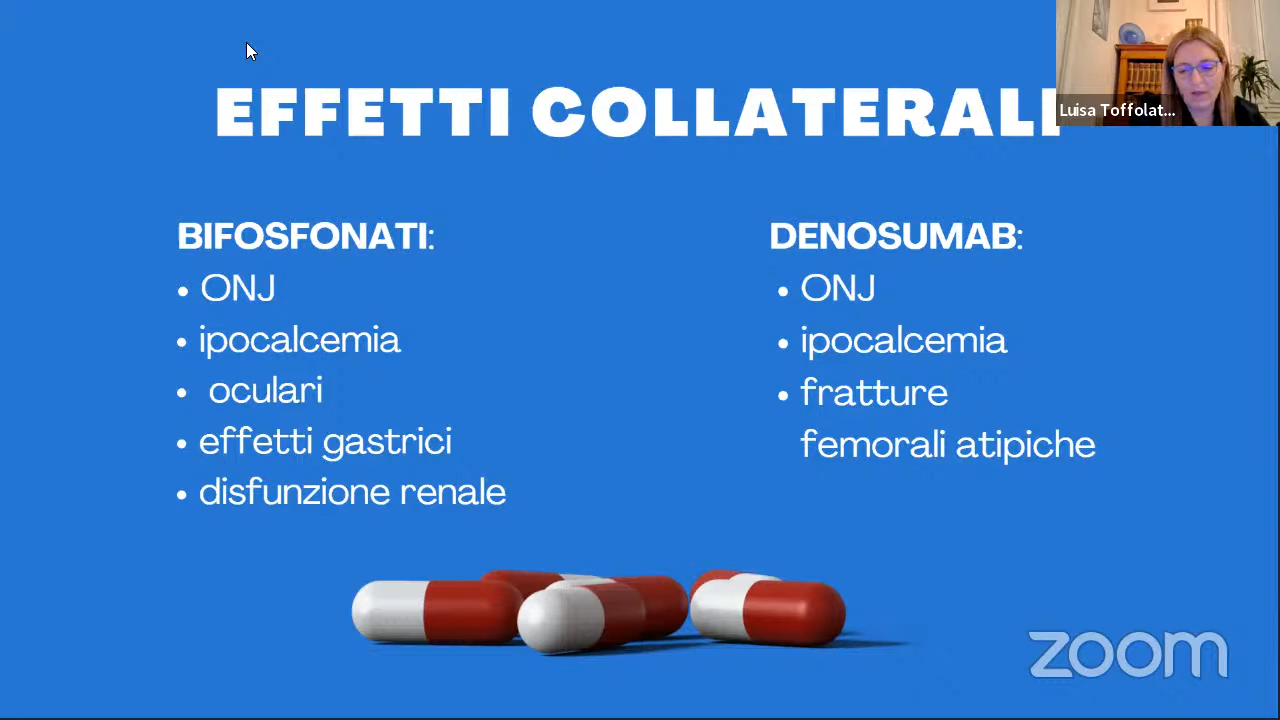 EFFETTI COLLATERALI
Luisa Toffolat...
BIFOSFONATI:
• ONJ
• ipocalcemia
• oculari
• effetti gastrici
• disfunzione renale
DENOSUMAB:
• ONJ
• ipocalcemia
• fratture
femorali atipiche
zoom